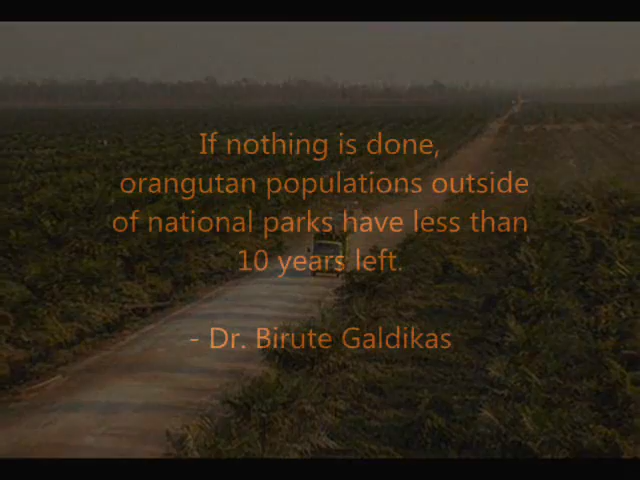 If nothing is done,
orangutan populations outside
of national parks have less than
10 years left.
- Dr. Birute Galdikas